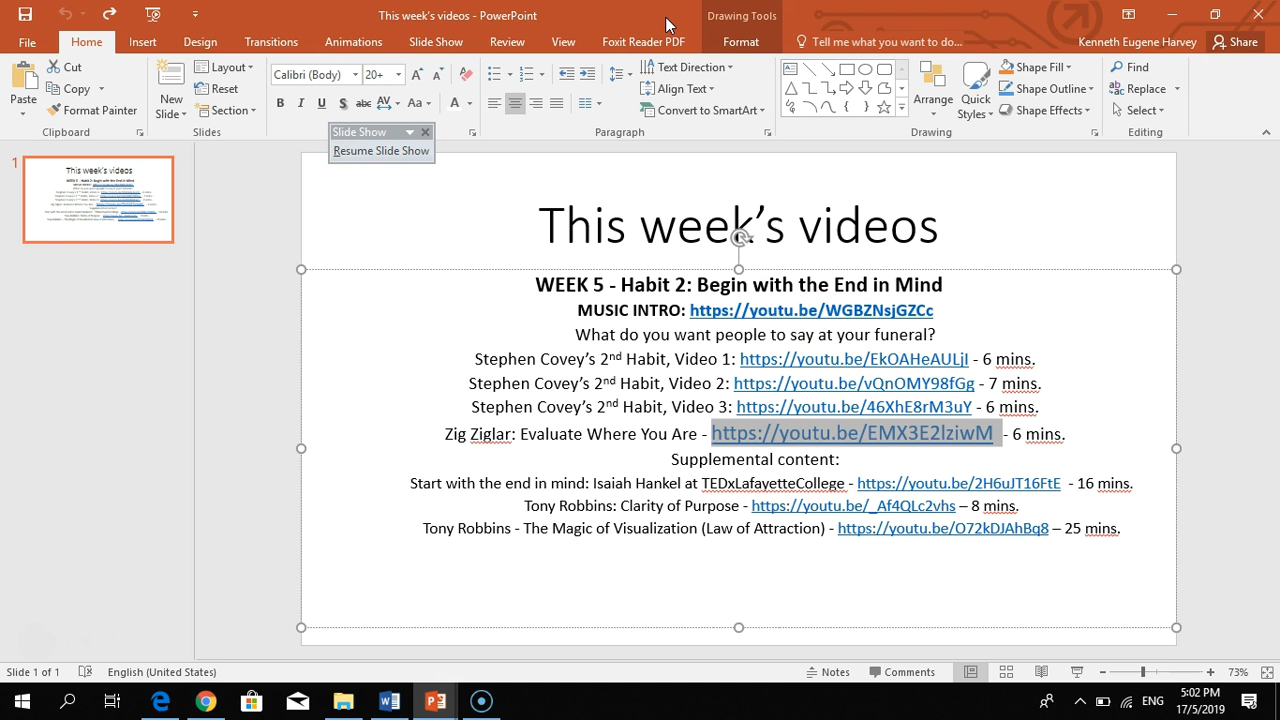 This week's videos - PowerPoint
Drawing Tools
File Home Insert Design Transitions Animations Slide Show Review View Foxit Reader PDF Format Tell me what you want to do... Kenneth Eugene Harvey Share
Paste Cut Copy Format Painter
Clipboard
New Slide Layout Reset Section
Slides
Calibri (Body) 20+
B I U S abc AV Aa A
Text Direction
Align Text
Convert to SmartArt
Paragraph
Arrange Quick Styles
Shape Fill
Shape Outline
Shape Effects
Drawing
Find
Replace
Select
Editing
Slide Show
Resume Slide Show
1
This week's videos
This week's videos
WEEK 5 - Habit 2: Begin with the End in Mind
MUSIC INTRO: https://youtu.be/WGBZNsjGZCc
What do you want people to say at your funeral?
Stephen Covey's 2nd Habit, Video 1: https://youtu.be/EkOAHeAULjI - 6 mins.
Stephen Covey's 2nd Habit, Video 2: https://youtu.be/vQnOMY98fGg - 7 mins.
Stephen Covey's 2nd Habit, Video 3: https://youtu.be/46XhE8rM3uY - 6 mins.
Zig Ziglar: Evaluate Where You Are - https://youtu.be/EMX3E2lziwM - 6 mins.
Supplemental content:
Start with the end in mind: Isaiah Hankel at TEDxLafayetteCollege - https://youtu.be/2H6uJT16FtE - 16 mins.
Tony Robbins: Clarity of Purpose - https://youtu.be/_Af4QLc2vhs – 8 mins.
Tony Robbins - The Magic of Visualization (Law of Attraction) - https://youtu.be/O72kDJAhBq8 – 25 mins.
Slide 1 of 1 English (United States) Notes Comments 73%
ENG
5:02 PM
17/5/2019